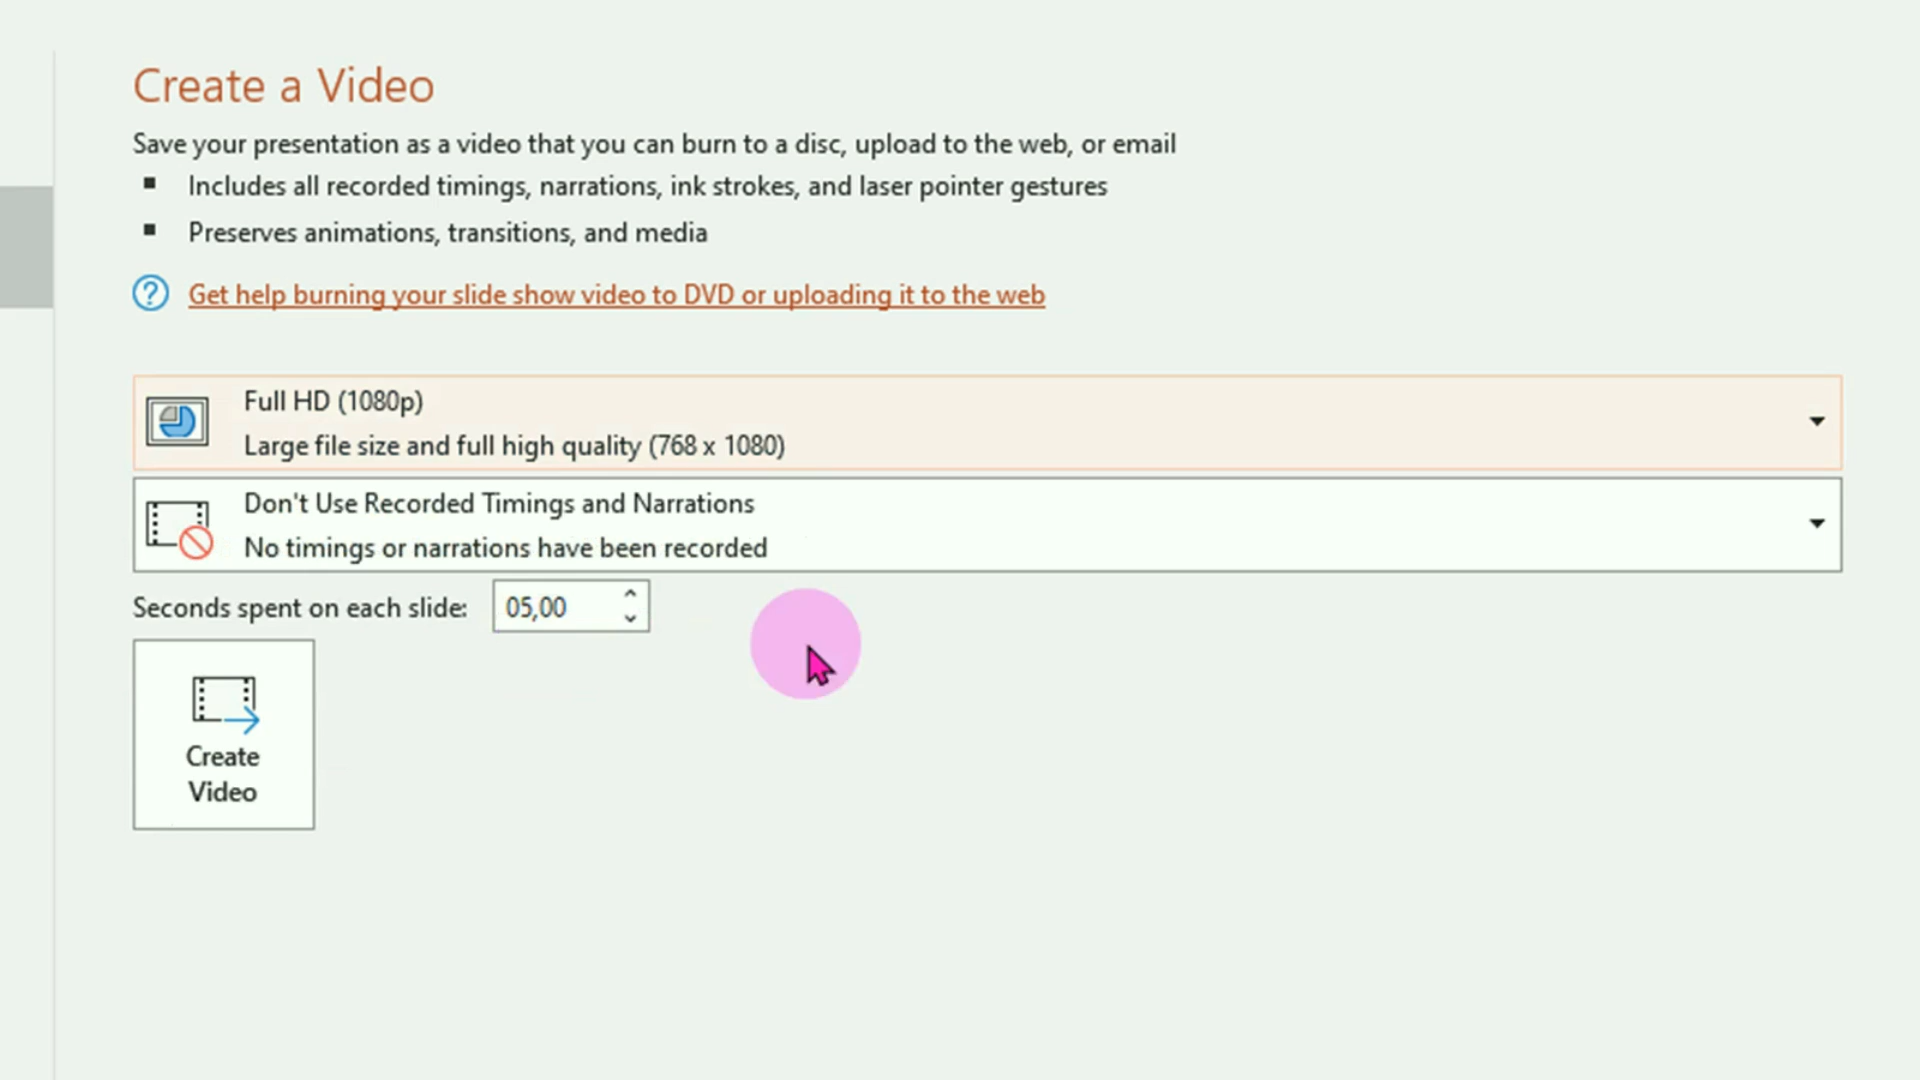 Create a Video
Save your presentation as a video that you can burn to a disc, upload to the web, or email
Includes all recorded timings, narrations, ink strokes, and laser pointer gestures
Preserves animations, transitions, and media
Get help burning your slide show video to DVD or uploading it to the web
Full HD (1080p)
Large file size and full high quality (768 x 1080)
Don't Use Recorded Timings and Narrations
No timings or narrations have been recorded
Seconds spent on each slide: 05,00
Create
Video